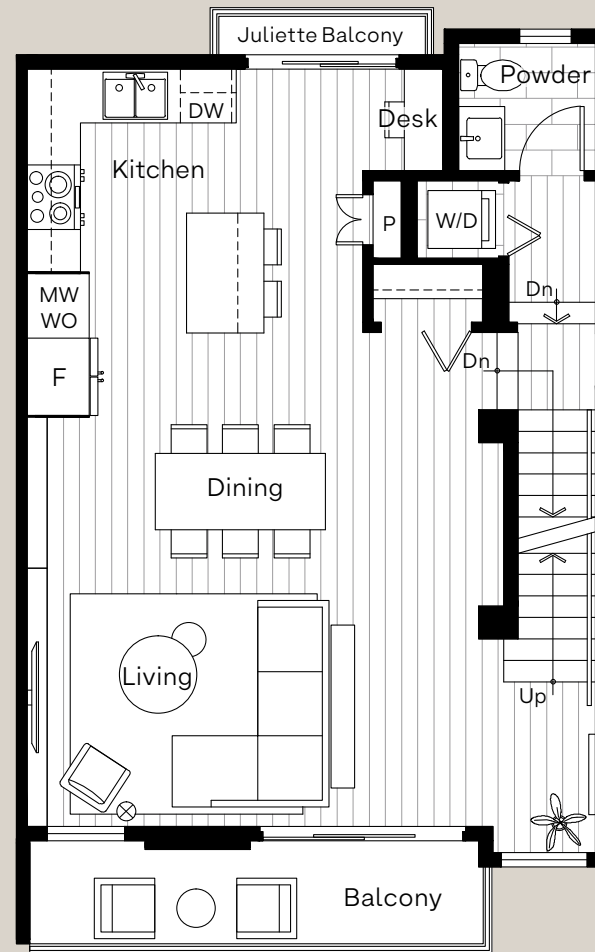 Juliette Balcony
Powder
DW
Desk
Kitchen
P
W/D
MW
WO
Dn
F
Dn
Dining
Living
Up
Balcony